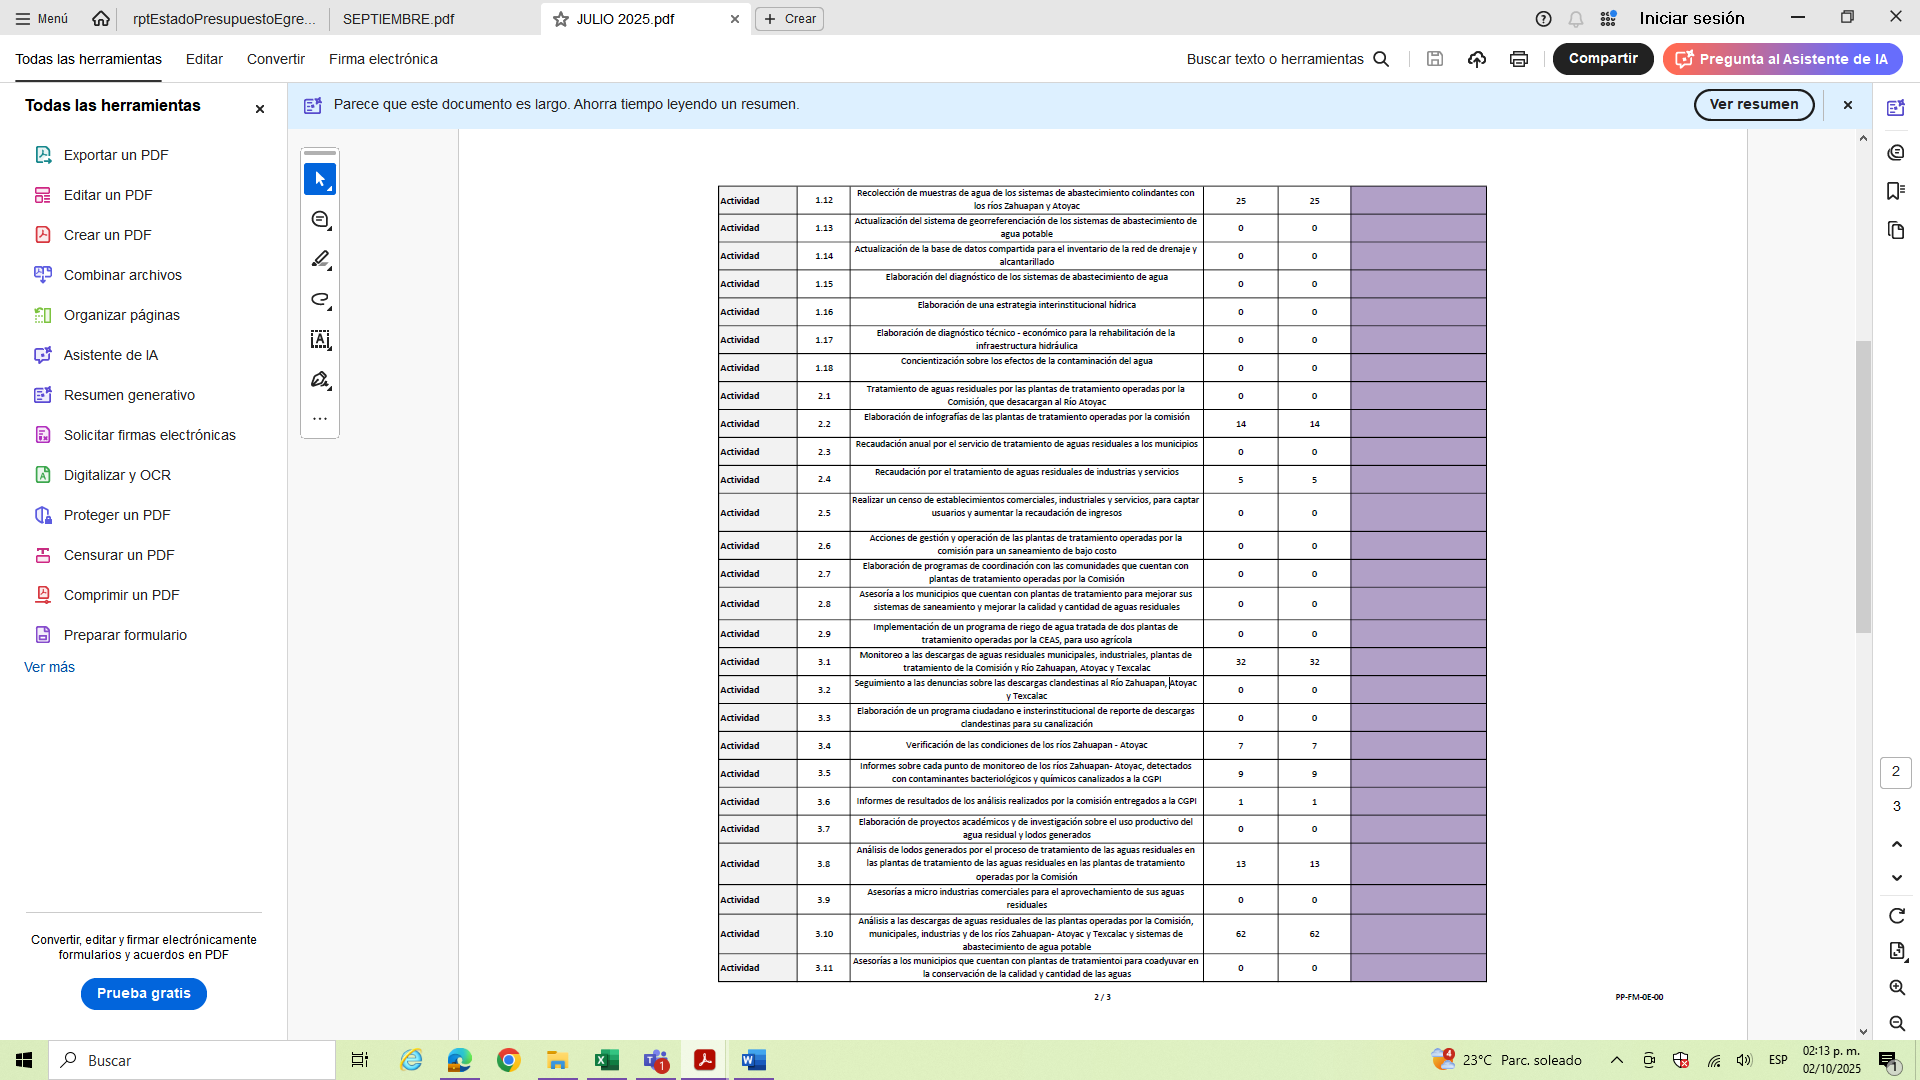 Menú
rptEstadoPresupuestoEgre...
SEPTIEMBRE.pdf
JULIO 2025.pdf
Crear
Iniciar sesión
Todas las herramientas
Editar
Convertir
Firma electrónica
Buscar texto o herramientas
Compartir
Pregunta al Asistente de IA
Todas las herramientas
Parece que este documento es largo. Ahorra tiempo leyendo un resumen.
Ver resumen
Exportar un PDF
Editar un PDF
Crear un PDF
Combinar archivos
Organizar páginas
Asistente de IA
Resumen generativo
Solicitar firmas electrónicas
Digitalizar y OCR
Proteger un PDF
Censurar un PDF
Comprimir un PDF
Preparar formulario
Ver más
Convertir, editar y firmar electrónicamente
formularios y acuerdos en PDF
Prueba gratis
Actividad 1.12 Recolección de muestras de agua de los sistemas de abastecimiento colindantes con
los ríos Zahuapan y Atoyac 25 25
Actividad 1.13 Actualización del sistema de georreferenciación de los sistemas de abastecimiento de
agua potable 0 0
Actividad 1.14 Actualización de la base de datos compartida para el inventario de la red de drenaje y
alcantarillado 0 0
Actividad 1.15 Elaboración del diagnóstico de los sistemas de abastecimiento de agua 0 0
Actividad 1.16 Elaboración de una estrategia interinstitucional hídrica 0 0
Actividad 1.17 Elaboración de diagnóstico técnico - económico para la rehabilitación de la
infraestructura hidráulica 0 0
Actividad 1.18 Concientización sobre los efectos de la contaminación del agua 0 0
Actividad 2.1 Tratamiento de aguas residuales por las plantas de tratamiento operadas por la
Comisión, que desacargan al Río Atoyac 0 0
Actividad 2.2 Elaboración de infografías de las plantas de tratamiento operadas por la comisión 14 14
Actividad 2.3 Recaudación anual por el servicio de tratamiento de aguas residuales a los municipios 0 0
Actividad 2.4 Recaudación por el tratamiento de aguas residuales de industrias y servicios 5 5
Actividad 2.5 Realizar un censo de establecimientos comerciales, industriales y servicios, para captar
usuarios y aumentar la recaudación de ingresos 0 0
Actividad 2.6 Acciones de gestión y operación de las plantas de tratamiento operadas por la
comisión para un saneamiento de bajo costo 0 0
Actividad 2.7 Elaboración de programas de coordinación con las comunidades que cuentan con
plantas de tratamiento operadas por la Comisión 0 0
Actividad 2.8 Asesoría a los municipios que cuentan con plantas de tratamiento para mejorar sus
sistemas de saneamiento y mejorar la calidad y cantidad de aguas residuales 0 0
Actividad 2.9 Implementación de un programa de riego de agua tratada de dos plantas de
tratamienito operadas por la CEAS, para uso agrícola 0 0
Actividad 3.1 Monitoreo a las descargas de aguas residuales municipales, industriales, plantas de
tratamiento de la Comisión y Río Zahuapan, Atoyac y Texcalac 32 32
Actividad 3.2 Seguimiento a las denuncias sobre las descargas clandestinas al Río Zahuapan, Atoyac
y Texcalac 0 0
Actividad 3.3 Elaboración de un programa ciudadano e insterinstitucional de reporte de descargas
clandestinas para su canalización 0 0
Actividad 3.4 Verificación de las condiciones de los ríos Zahuapan - Atoyac 7 7
Actividad 3.5 Informes sobre cada punto de monitoreo de los ríos Zahuapan- Atoyac, detectados
con contaminantes bacteriológicos y químicos canalizados a la CGPI 9 9
Actividad 3.6 Informes de resultados de los análisis realizados por la comisión entregados a la CGPI 1 1
Actividad 3.7 Elaboración de proyectos académicos y de investigación sobre el uso productivo del
agua residual y lodos generados 0 0
Actividad 3.8 Análisis de lodos generados por el proceso de tratamiento de las aguas residuales en
las plantas de tratamiento de las aguas residuales en las plantas de tratamiento
operadas por la Comisión 13 13
Actividad 3.9 Asesorías a micro industrias comerciales para el aprovechamiento de sus aguas
residuales 0 0
Actividad 3.10 Análisis a las descargas de aguas residuales de las plantas operadas por la Comisión,
municipales, industrias y de los ríos Zahuapan- Atoyac y Texcalac y sistemas de
abastecimiento de agua potable 62 62
Actividad 3.11 Asesorías a los municipios que cuentan con plantas de tratamientoi para coadyuvar en
la conservación de la calidad y cantidad de las aguas 0 0
2 / 3
PP-FM-0E-00
2
3
Buscar
23°C Parc. soleado
ESP
02:13 p. m.
02/10/2025